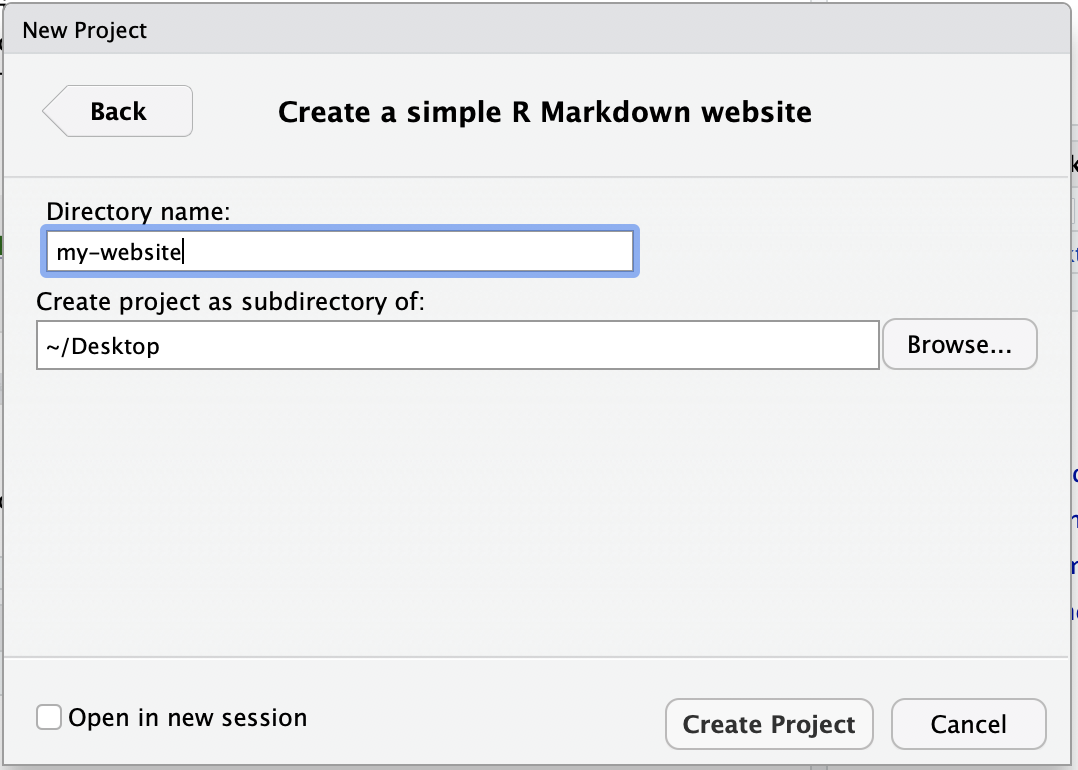 New Project
Back
Create a simple R Markdown website
Directory name:
my-website
Create project as subdirectory of:
~/Desktop
Browse...
Open in new session
Create Project
Cancel